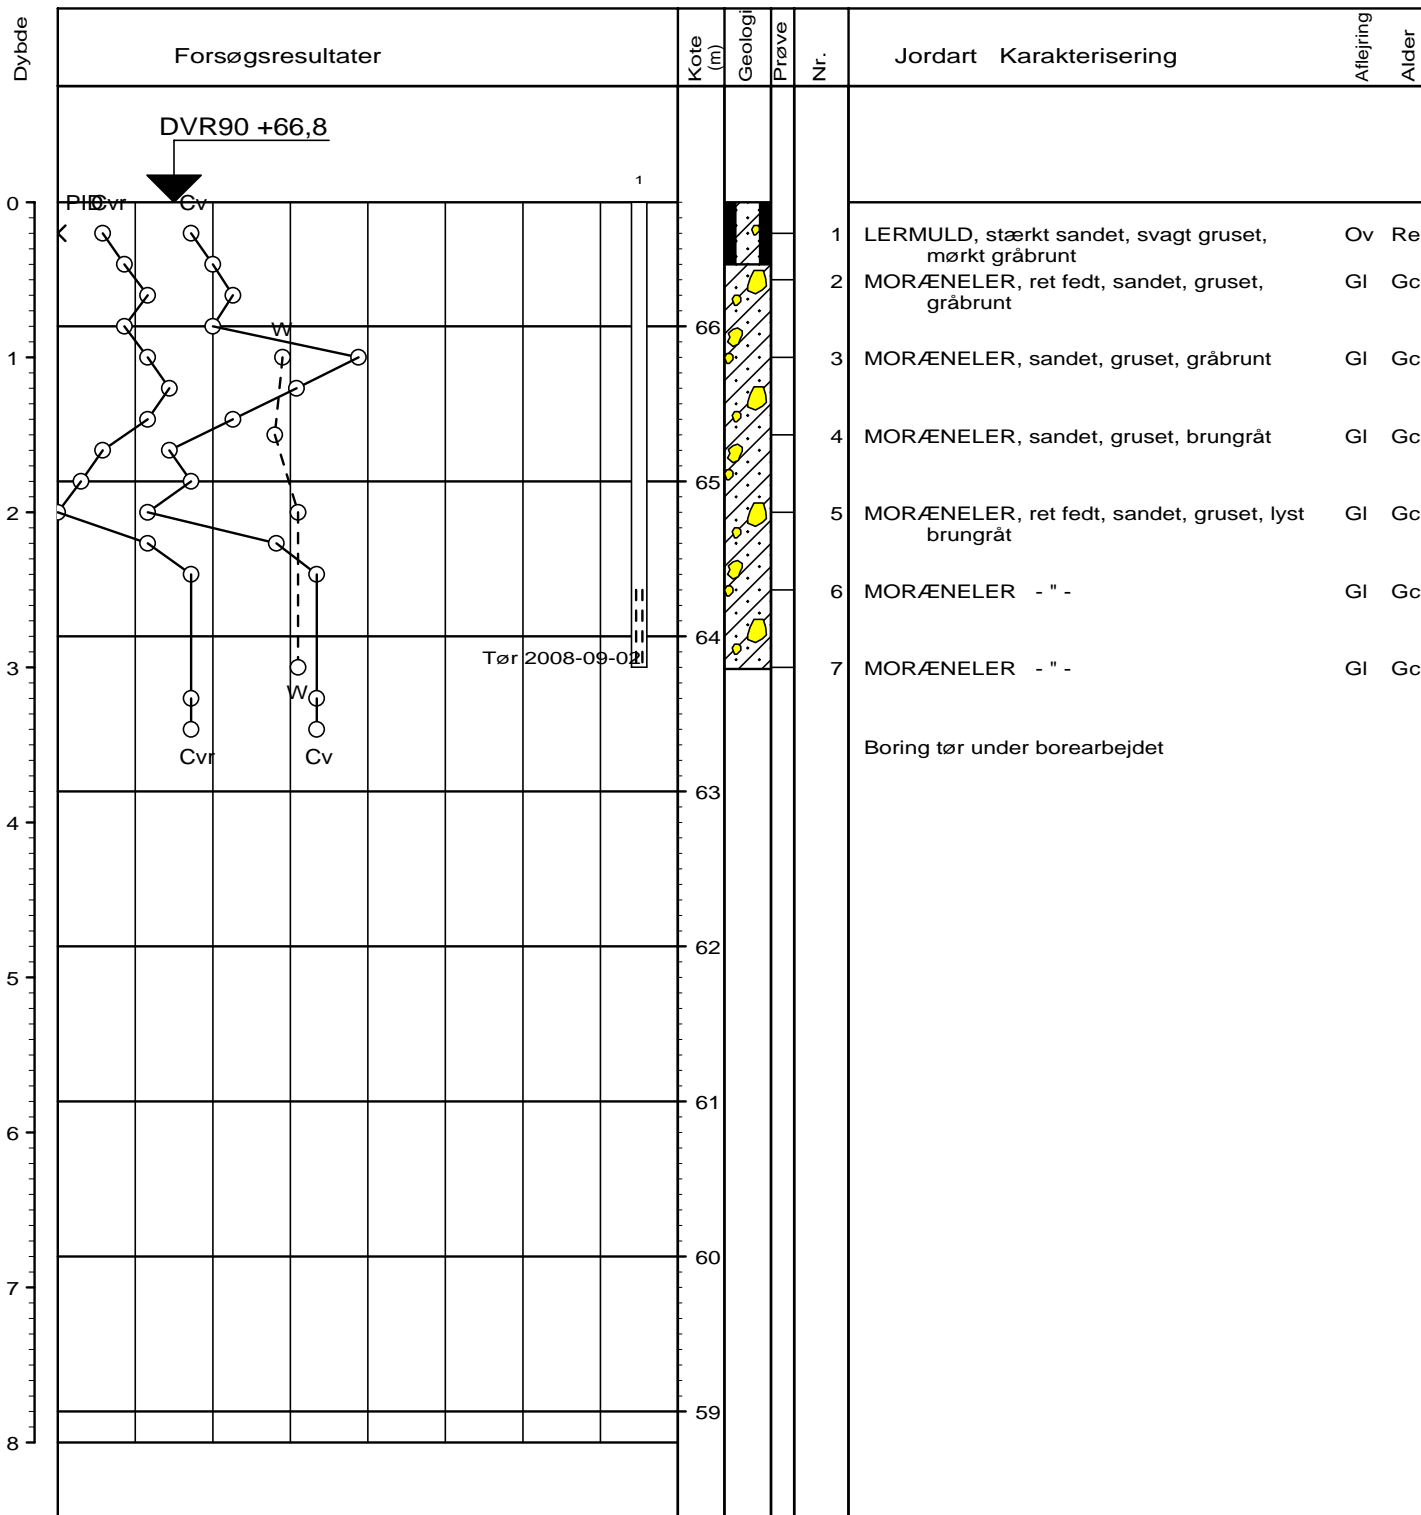 Dybde
Forsøgsresultater
Kote (m)
Geologi
Prøve
Nr.
Jordart Karakterisering
Aflejring
Alder
DVR90 +66,8
1
PID Cvr Cv
0
1 LERMULD, stærkt sandet, svagt gruset, Ov Re
mørkt gråbrunt
2 MORÆNELER, ret fedt, sandet, gruset, Gl Gc
gråbrunt
W
66
1
3 MORÆNELER, sandet, gruset, gråbrunt Gl Gc
4 MORÆNELER, sandet, gruset, brungråt Gl Gc
65
2
5 MORÆNELER, ret fedt, sandet, gruset, lyst Gl Gc
brungråt
6 MORÆNELER - " - Gl Gc
64
Tør 2008-09-02
3
7 MORÆNELER - " - Gl Gc
W
Boring tør under borearbejdet
Cvr Cv
63
4
62
5
61
6
60
7
59
8